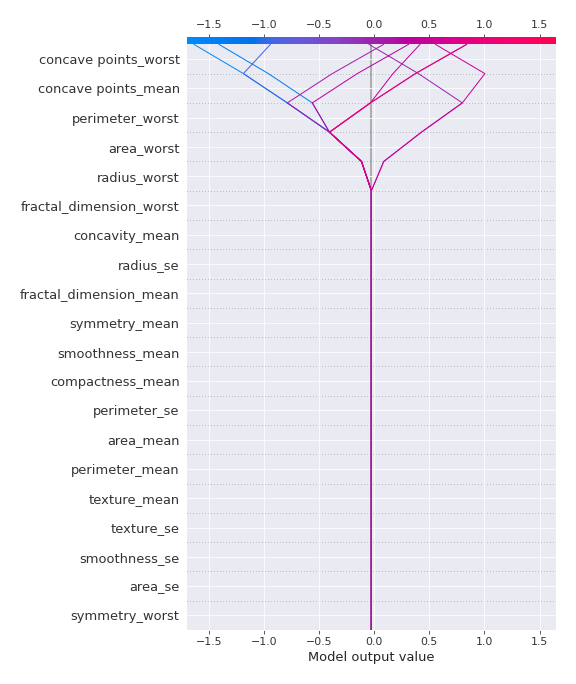 −1.5 −1.0 −0.5 0.0 0.5 1.0 1.5
concave points_worst
concave points_mean
perimeter_worst
area_worst
radius_worst
fractal_dimension_worst
concavity_mean
radius_se
fractal_dimension_mean
symmetry_mean
smoothness_mean
compactness_mean
perimeter_se
area_mean
perimeter_mean
texture_mean
texture_se
smoothness_se
area_se
symmetry_worst
−1.5 −1.0 −0.5 0.0 0.5 1.0 1.5
Model output value